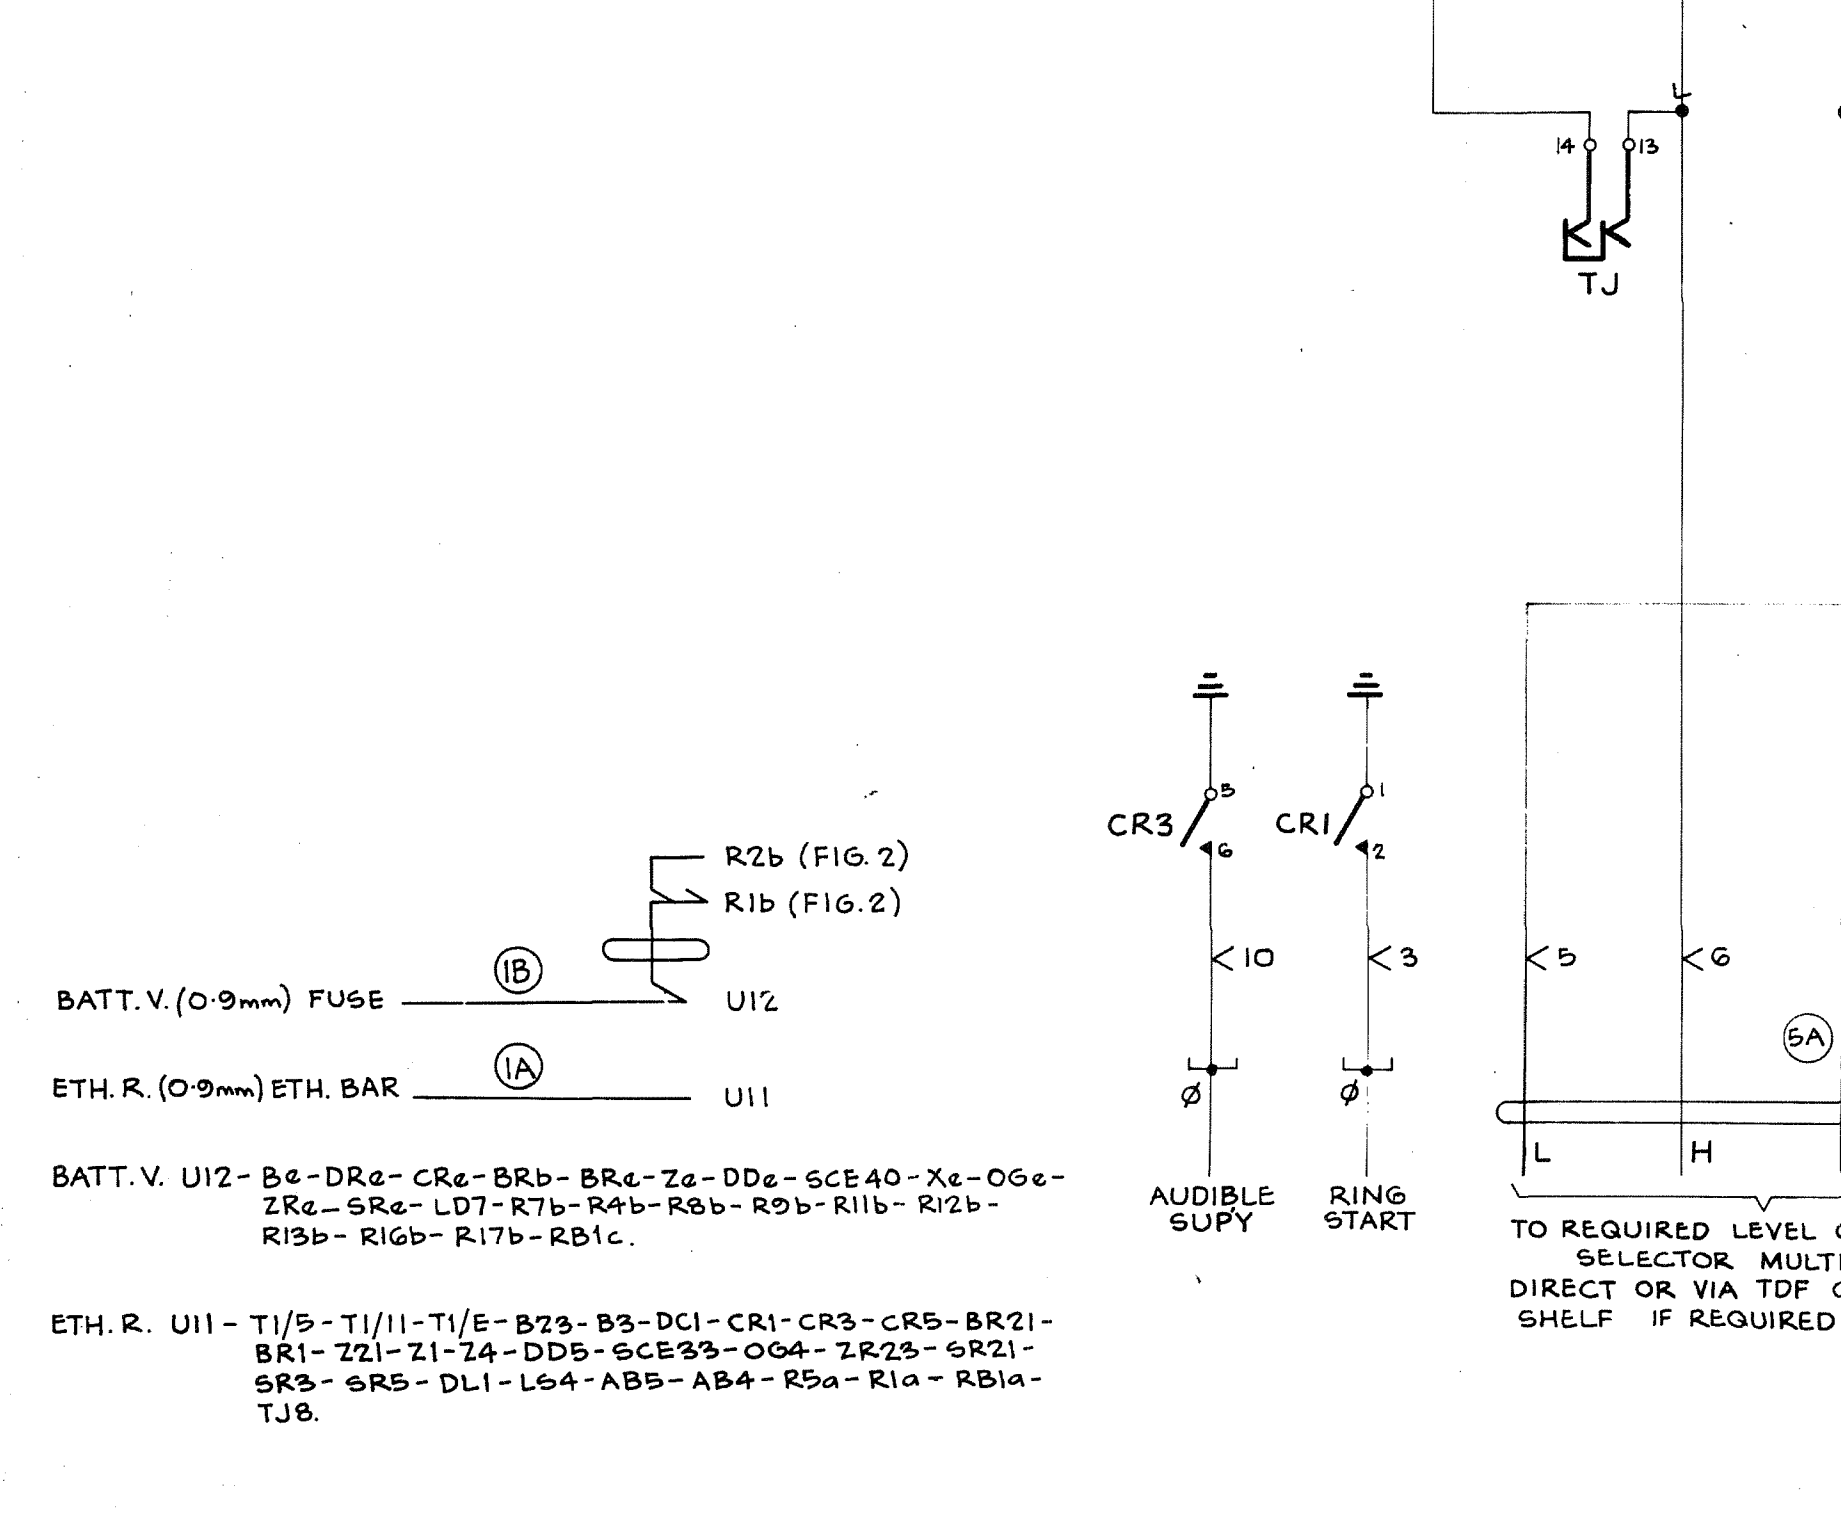 L
14 13
TJ
5
CR3
6
1
CR1
2
R2b (FIG. 2)
R1b (FIG. 2)
10
3
5
6
1B
BATT. V. (0·9mm) FUSE
U12
5A
1A
ETH. R. (0·9mm) ETH. BAR
U11
Ø
Ø
L
H
BATT. V. U12- Be-DRe- CRe-BRb- BRe-Ze-DDe-SCE40-Xe-OGe-
ZRe-SRe- LD7-R7b-R4b-R8b- R9b-R11b- R12b-
R13b- R16b- R17b-RB1c.
AUDIBLE
SUP'Y
RING
START
TO REQUIRED LEVEL
SELECTOR MULTI
DIRECT OR VIA TDF
SHELF IF REQUIRED
ETH. R. U11- T1/5-T1/11-T1/E-B23-B3-DC1-CR1-CR3-CR5-BR21-
BR1-Z21-Z1-Z4-DD5-SCE33-OG4-ZR23-SR21-
SR3-SR5-DL1-LS4-AB5-AB4-R5a-R1a-RB1a-
TJ8.